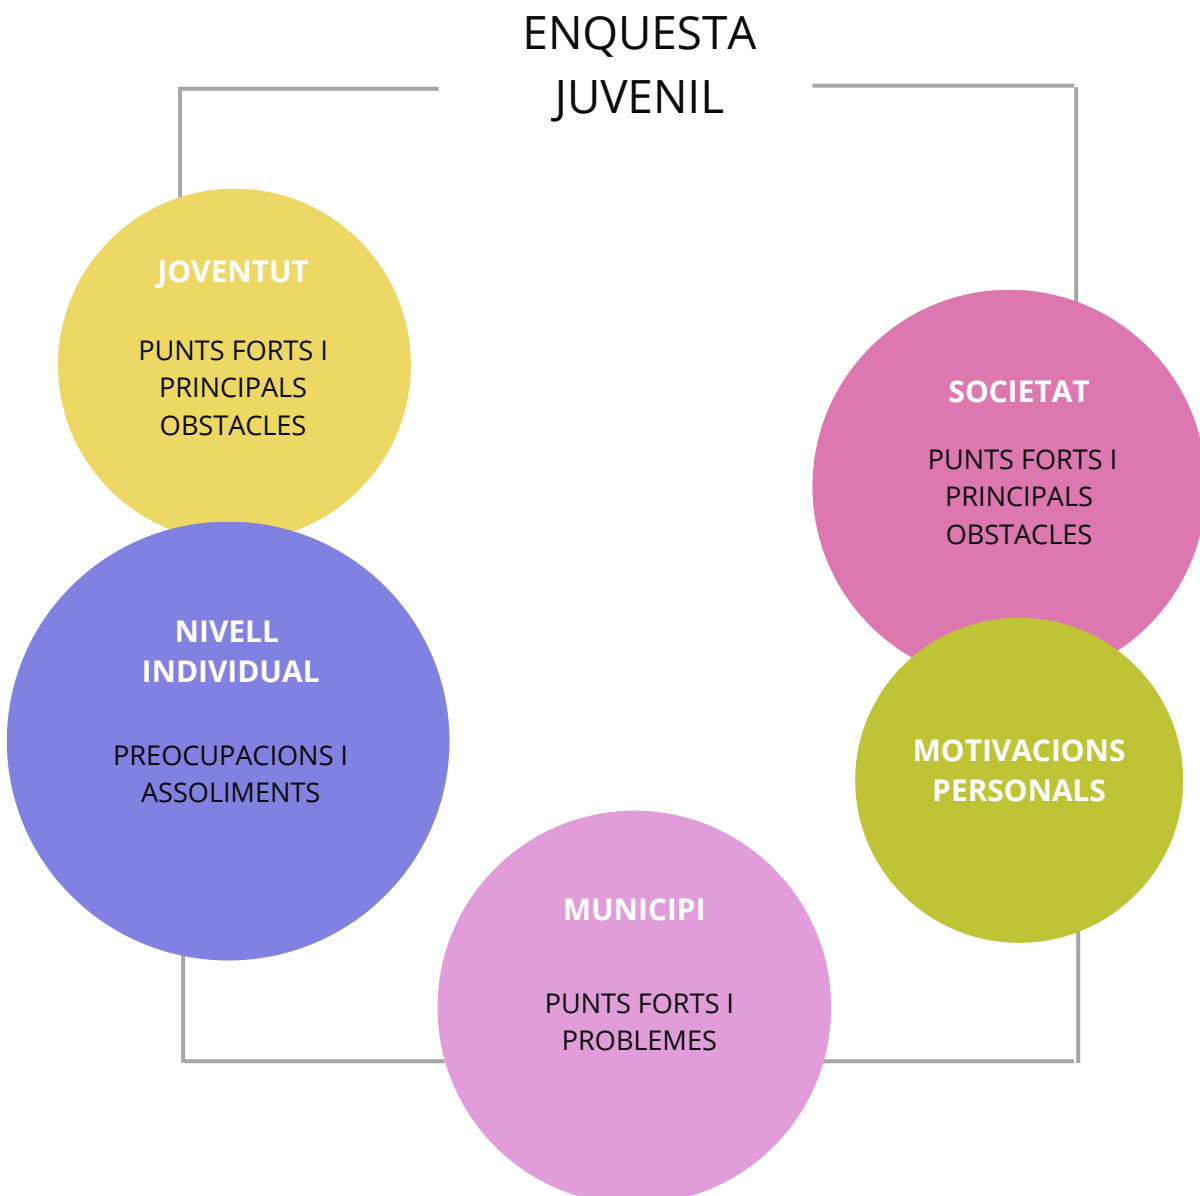 ENQUESTA
JUVENIL
JOVENTUT
PUNTS FORTS I
PRINCIPALS
OBSTACLES
SOCIETAT
PUNTS FORTS I
PRINCIPALS
OBSTACLES
NIVELL
INDIVIDUAL
PREOCUPACIONS I
ASSOLIMENTS
MOTIVACIONS
PERSONALS
MUNICIPI
PUNTS FORTS I
PROBLEMES